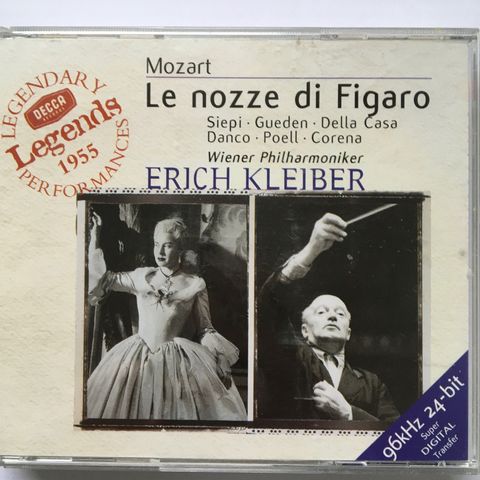 LEGENDARY
PERFORMANCES
DECCA
RECORDS
Legends
1955
Mozart
Le nozze di Figaro
Siepi · Gueden · Della Casa
Danco · Poell · Corena
Wiener Philharmoniker
ERICH KLEIBER
96kHz 24-bit
Super
DIGITAL
Transfer